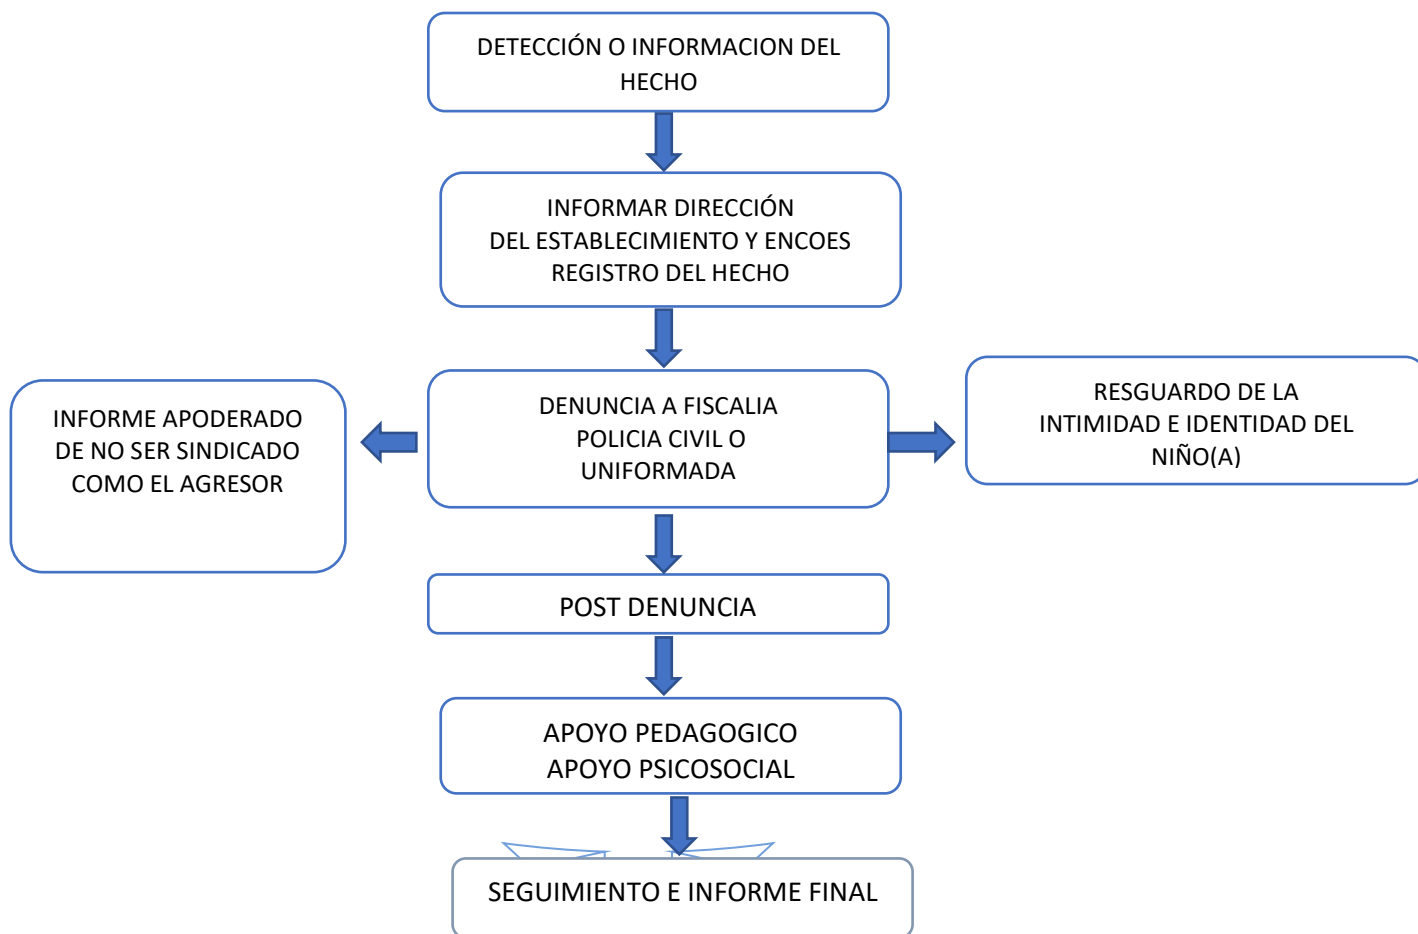 DETECCIÓN O INFORMACION DEL
HECHO
INFORMAR DIRECCIÓN
DEL ESTABLECIMIENTO Y ENCOES
REGISTRO DEL HECHO
INFORME APODERADO
DE NO SER SINDICADO
COMO EL AGRESOR
DENUNCIA A FISCALIA
POLICIA CIVIL O
UNIFORMADA
RESGUARDO DE LA
INTIMIDAD E IDENTIDAD DEL
NIÑO(A)
POST DENUNCIA
APOYO PEDAGOGICO
APOYO PSICOSOCIAL
SEGUIMIENTO E INFORME FINAL